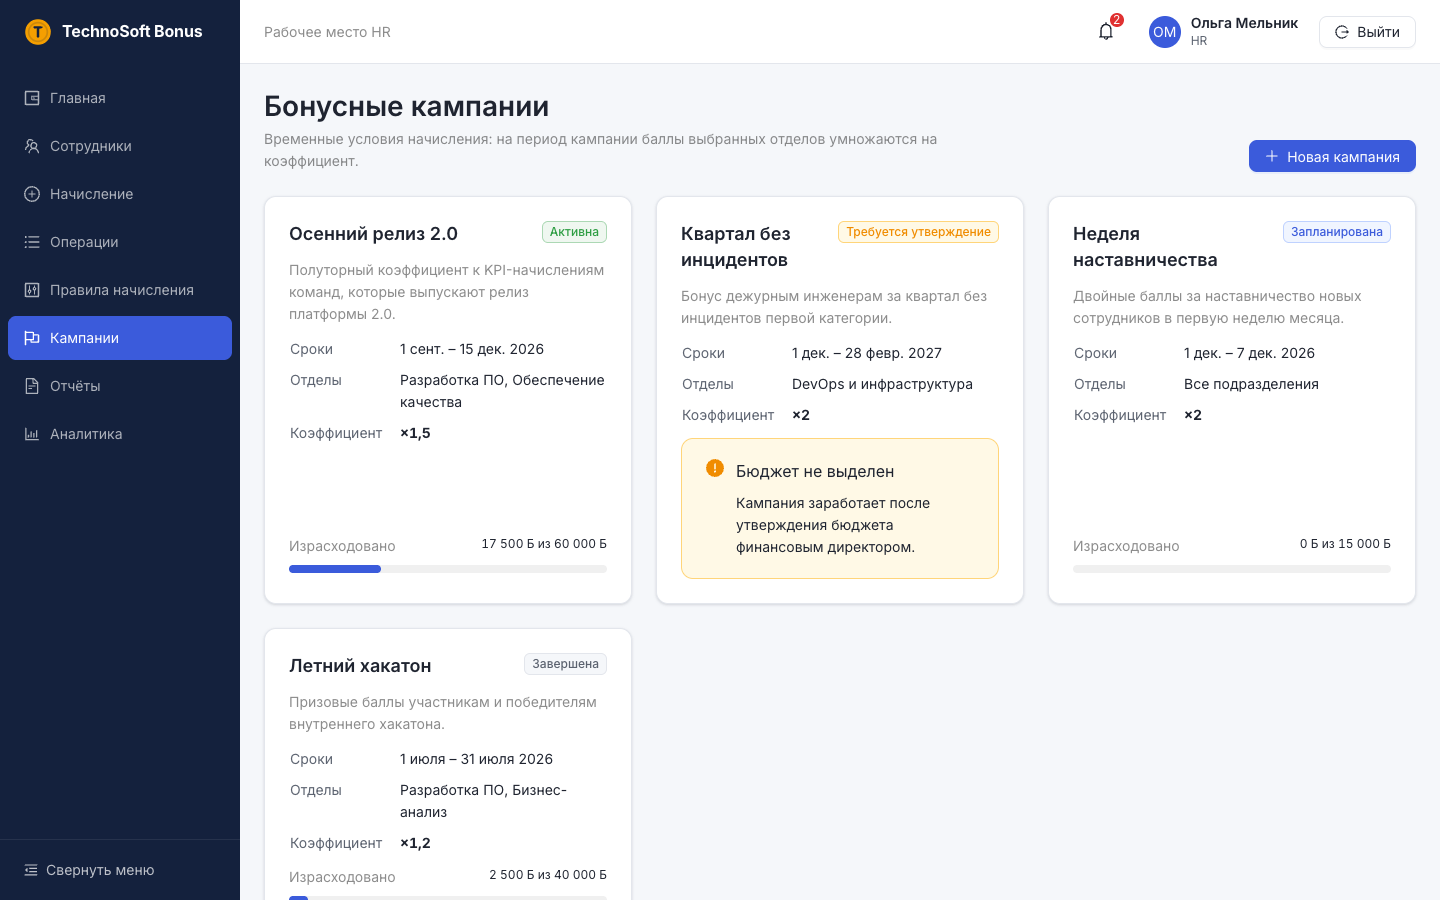 TechnoSoft Bonus
Рабочее место HR
2
ОМ
Ольга Мельник
HR
Выйти
Главная
Сотрудники
Начисление
Операции
Правила начисления
Кампании
Отчёты
Аналитика
Свернуть меню
Бонусные кампании
Временные условия начисления: на период кампании баллы выбранных отделов умножаются на
коэффициент.
Новая кампания
Осенний релиз 2.0
Активна
Полуторный коэффициент к KPI-начислениям
команд, которые выпускают релиз
платформы 2.0.
Сроки 1 сент. – 15 дек. 2026
Отделы Разработка ПО, Обеспечение
качества
Коэффициент ×1,5
Израсходовано 17 500 Б из 60 000 Б
Квартал без
инцидентов
Требуется утверждение
Бонус дежурным инженерам за квартал без
инцидентов первой категории.
Сроки 1 дек. – 28 февр. 2027
Отделы DevOps и инфраструктура
Коэффициент ×2
Бюджет не выделен
Кампания заработает после
утверждения бюджета
финансовым директором.
Неделя
наставничества
Запланирована
Двойные баллы за наставничество новых
сотрудников в первую неделю месяца.
Сроки 1 дек. – 7 дек. 2026
Отделы Все подразделения
Коэффициент ×2
Израсходовано 0 Б из 15 000 Б
Летний хакатон
Завершена
Призовые баллы участникам и победителям
внутреннего хакатона.
Сроки 1 июля – 31 июля 2026
Отделы Разработка ПО, Бизнес-
анализ
Коэффициент ×1,2
Израсходовано 2 500 Б из 40 000 Б